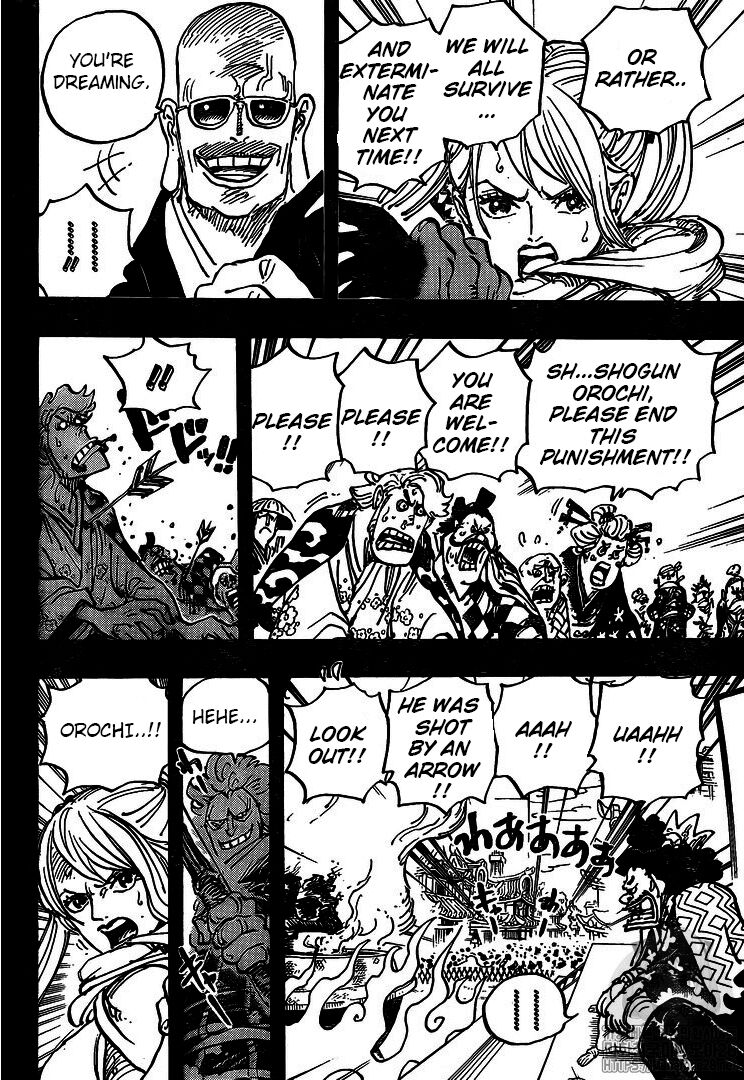 OR
RATHER..
WE WILL
ALL
SURVIVE
...
AND
EXTERMI-
NATE
YOU
NEXT
TIME!!
YOU'RE
DREAMING.
!!
SH...SHOGUN
OROCHI,
PLEASE END
THIS
PUNISHMENT!!
YOU
ARE
WEL-
COME!!
PLEASE
!!
PLEASE
!!
!!
ドドッ
UAAHH
!!
AAAH
!!
HE WAS
SHOT
BY AN
ARROW
!!
LOOK
OUT!!
わああああぁ
HEHE...
OROCHI..!!